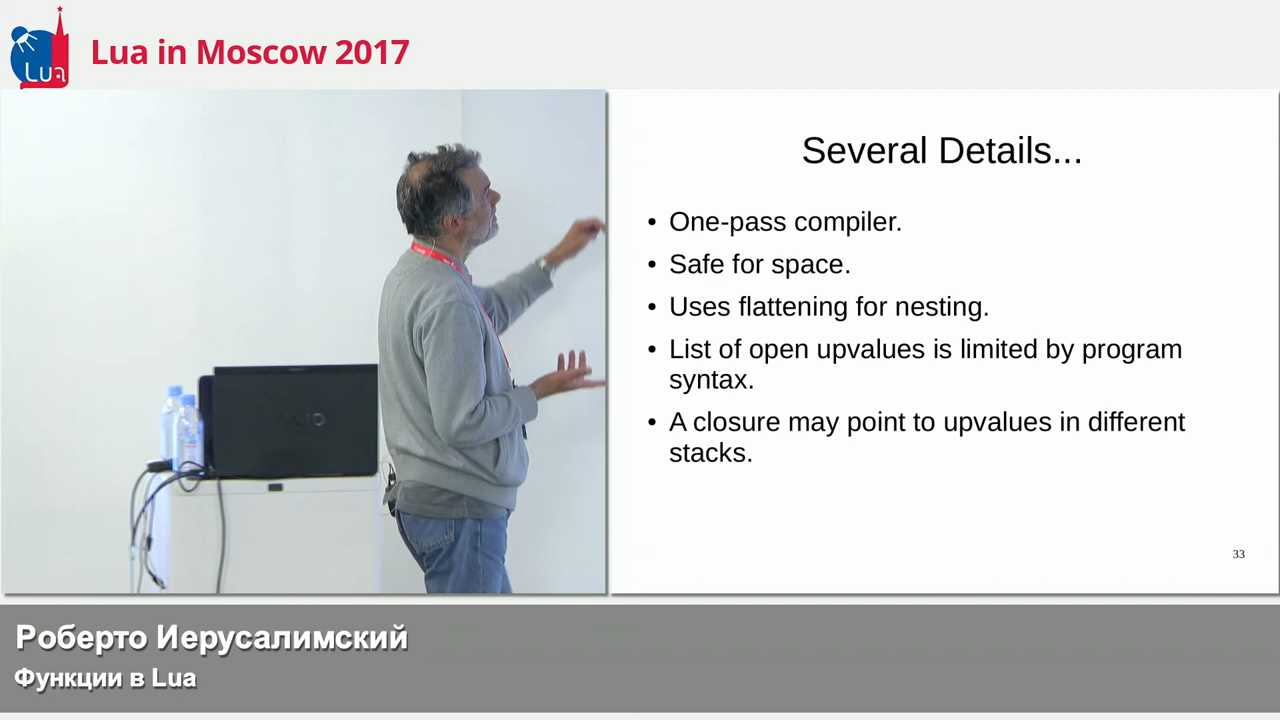 Lua
Lua in Moscow 2017
Several Details...
• One-pass compiler.
• Safe for space.
• Uses flattening for nesting.
• List of open upvalues is limited by program
syntax.
• A closure may point to upvalues in different
stacks.
33
Роберто Иерусалимский
Функции в Lua